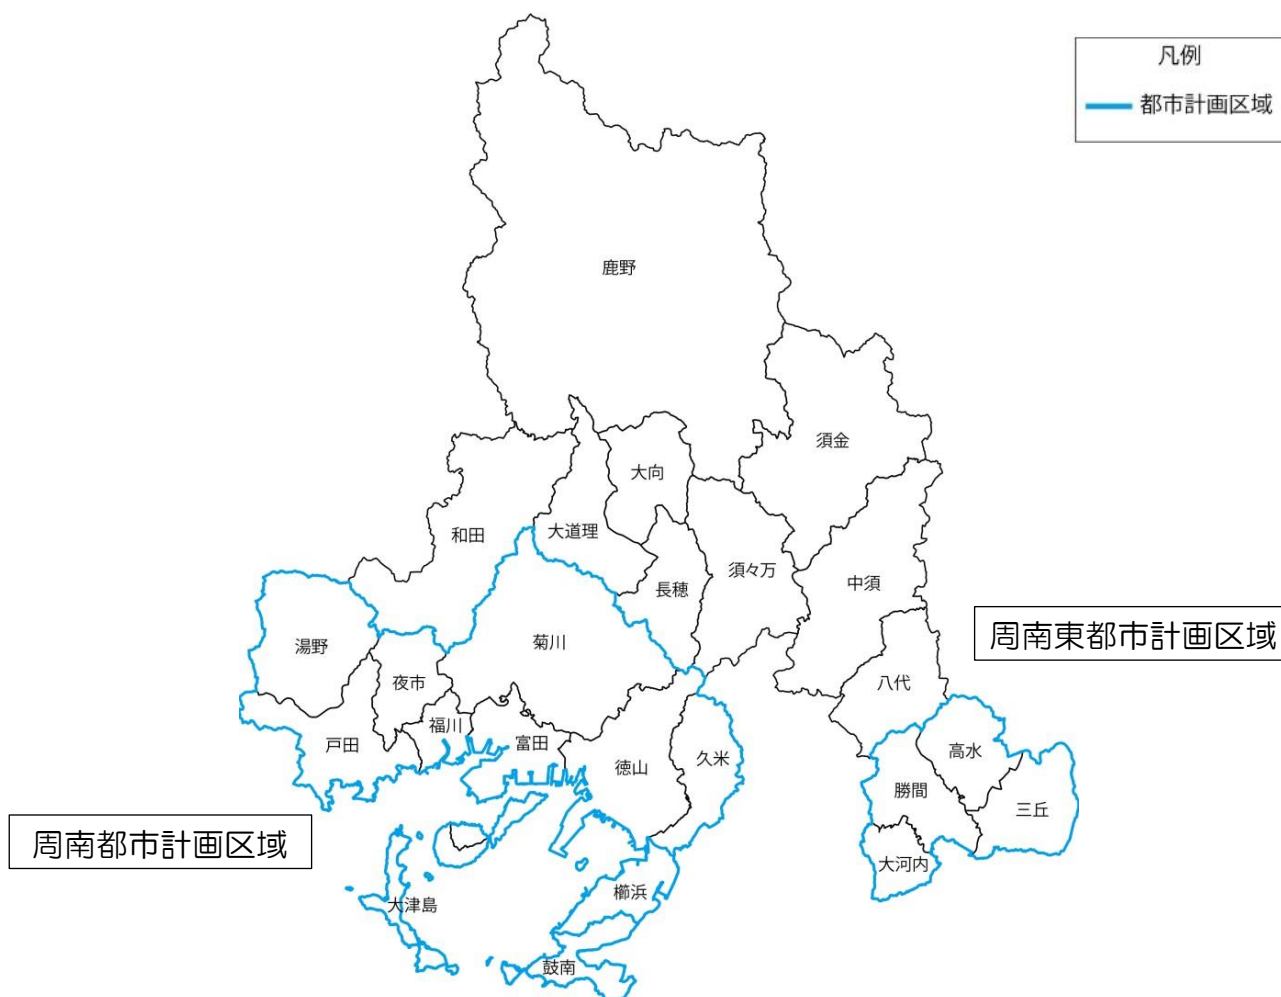 凡例
都市計画区域
鹿野
須金
大向
和田
大道理
須々万
中須
長穂
周南東都市計画区域
湯野
菊川
夜市
八代
福川
戸田
富田
徳山
久米
高水
勝間
三丘
周南都市計画区域
大河内
櫛浜
大津島
鼓南